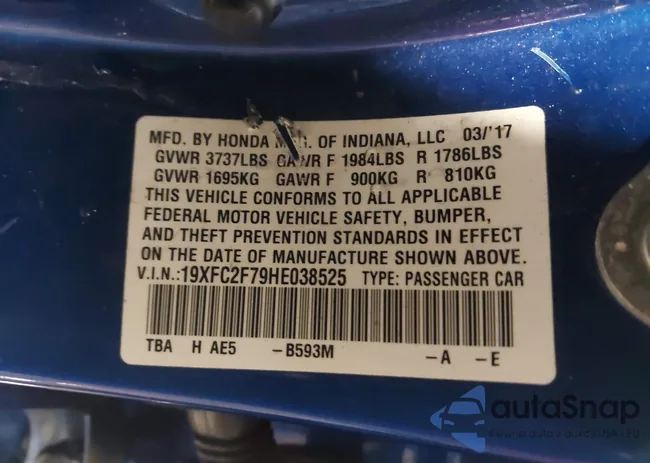 MFD. BY HONDA OF INDIANA, LLC 03/'17
GVWR 3737LBS GAWR F 1984LBS R 1786LBS
GVWR 1695KG GAWR F 900KG R 810KG
THIS VEHICLE CONFORMS TO ALL APPLICABLE
FEDERAL MOTOR VEHICLE SAFETY, BUMPER,
AND THEFT PREVENTION STANDARDS IN EFFECT
ON THE DATE OF MANUFACTURE SHOWN ABOVE.
V.I.N.:19XFC2F79HE038525 TYPE: PASSENGER CAR
TBA H AE5 -B593M -A -E
autaSnap